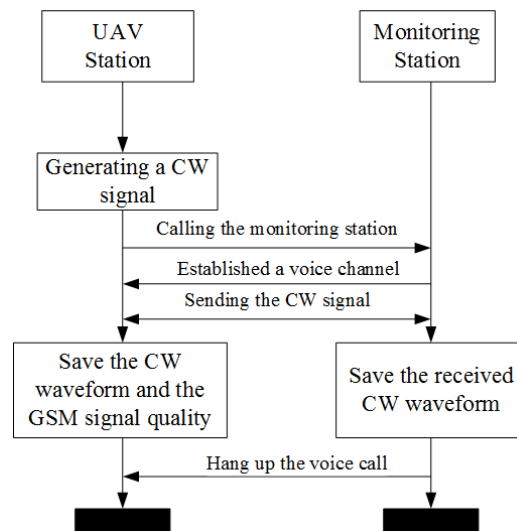 UAV
Station
Monitoring
Station
Generating a CW
signal
Calling the monitoring station
Established a voice channel
Sending the CW signal
Save the CW
waveform and the
GSM signal quality
Save the received
CW waveform
Hang up the voice call